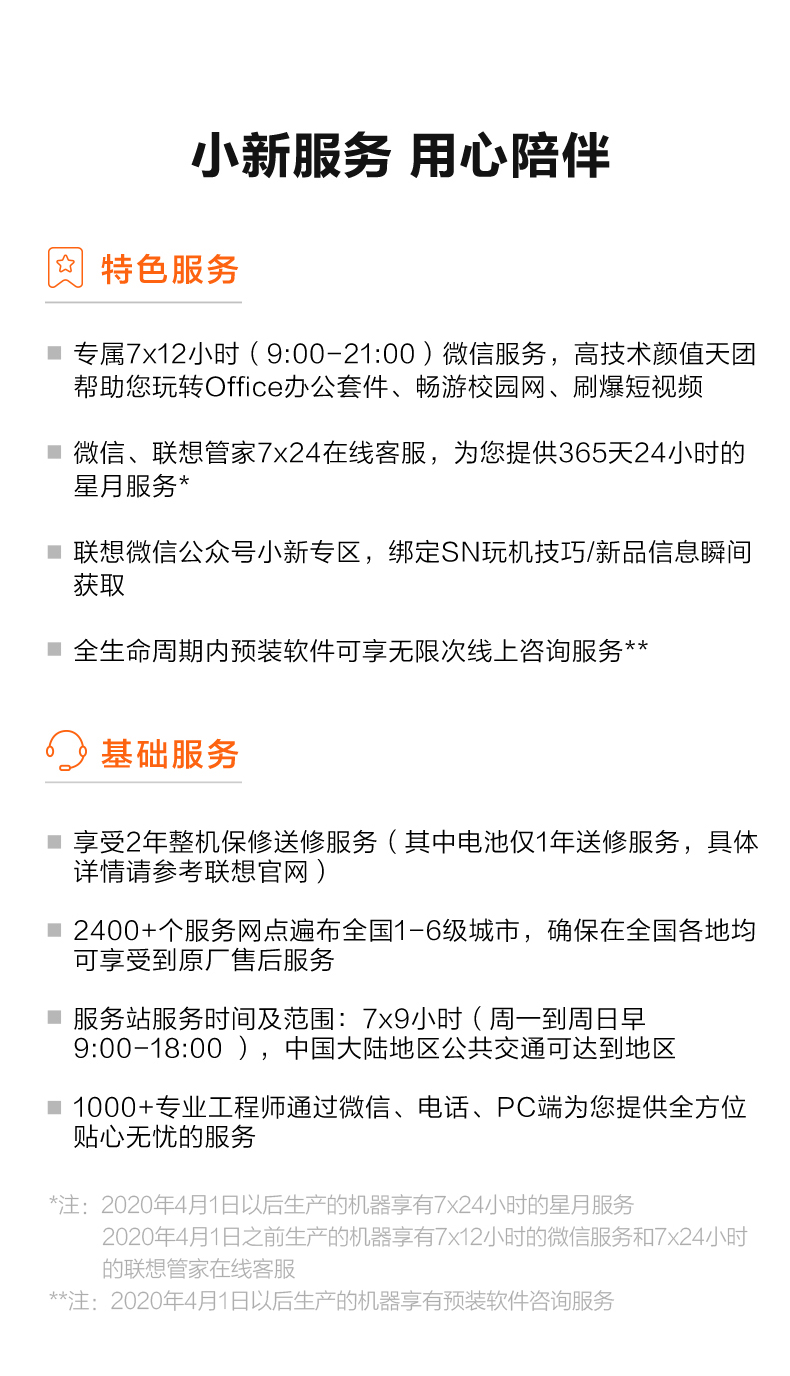 小新服务 用心陪伴
特色服务
专属7x12小时（9:00-21:00）微信服务，高技术颜值天团
帮助您玩转Office办公套件、畅游校园网、刷爆短视频
微信、联想管家7x24在线客服，为您提供365天24小时的
星月服务*
联想微信公众号小新专区，绑定SN玩机技巧/新品信息瞬间
获取
全生命周期内预装软件可享无限次线上咨询服务**
基础服务
享受2年整机保修送修服务（其中电池仅1年送修服务，具体
详情请参考联想官网）
2400+个服务网点遍布全国1-6级城市，确保在全国各地均
可享受到原厂售后服务
服务站服务时间及范围：7x9小时（周一到周日早
9:00-18:00 ），中国大陆地区公共交通可达到地区
1000+专业工程师通过微信、电话、PC端为您提供全方位
贴心无忧的服务
*注：2020年4月1日以后生产的机器享有7x24小时的星月服务
2020年4月1日之前生产的机器享有7x12小时的微信服务和7x24小时
的联想管家在线客服
**注：2020年4月1日以后生产的机器享有预装软件咨询服务